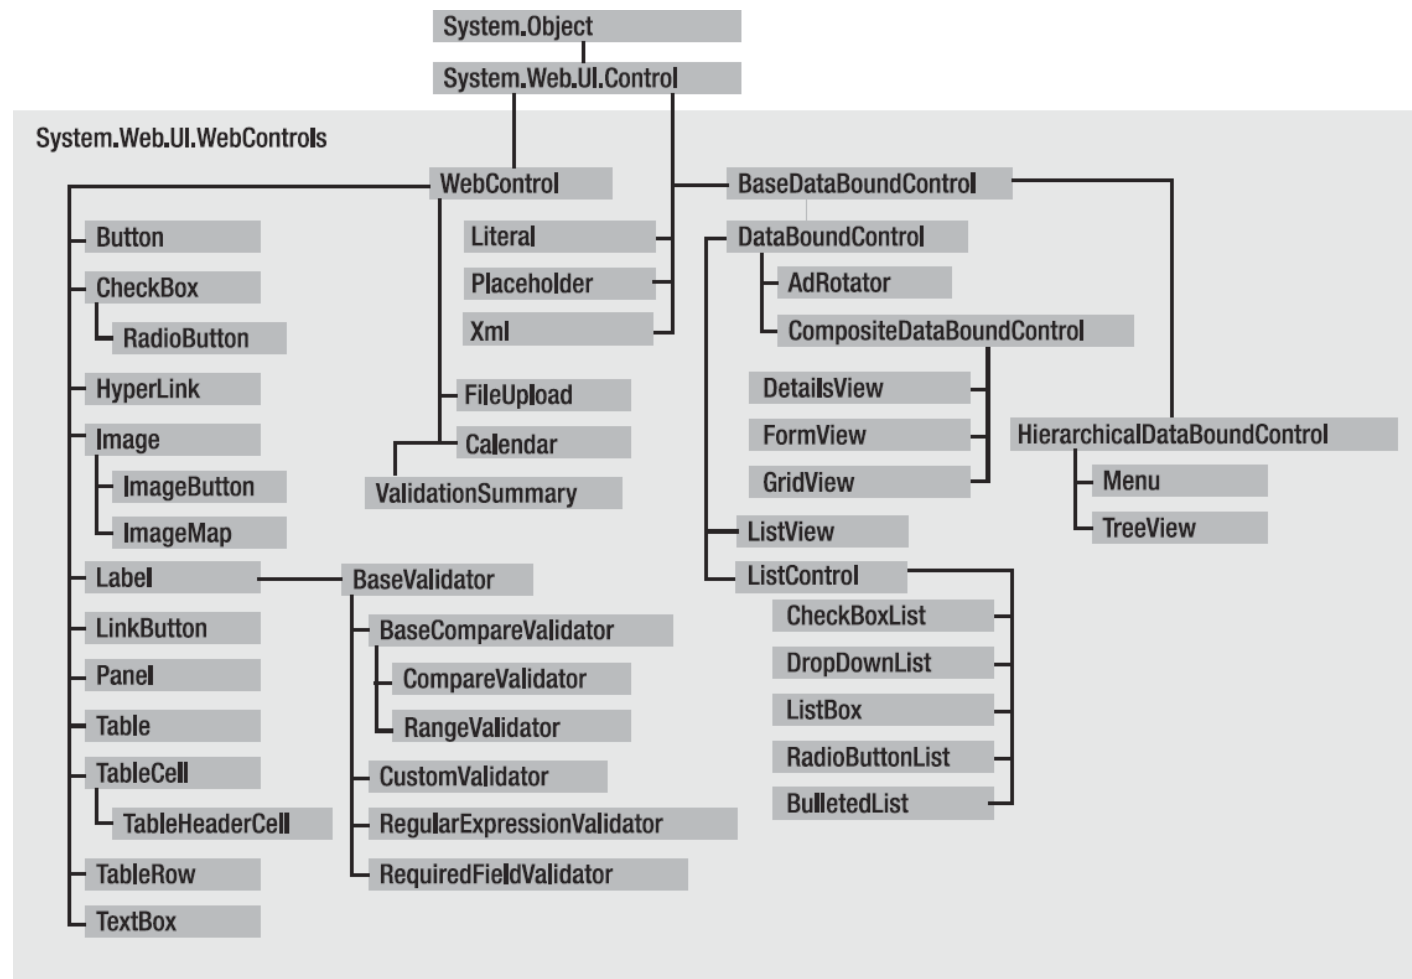 System.Object
System.Web.UI.Control
System.Web.UI.WebControls
WebControl
BaseDataBoundControl
Button
Literal
DataBoundControl
CheckBox
Placeholder
AdRotator
RadioButton
Xml
CompositeDataBoundControl
HyperLink
FileUpload
DetailsView
Image
Calendar
FormView
HierarchicalDataBoundControl
ImageButton
ValidationSummary
GridView
Menu
ImageMap
ListView
TreeView
Label
BaseValidator
ListControl
LinkButton
BaseCompareValidator
CheckBoxList
Panel
CompareValidator
DropDownList
Table
RangeValidator
ListBox
TableCell
CustomValidator
RadioButtonList
TableHeaderCell
RegularExpressionValidator
BulletedList
TableRow
RequiredFieldValidator
TextBox